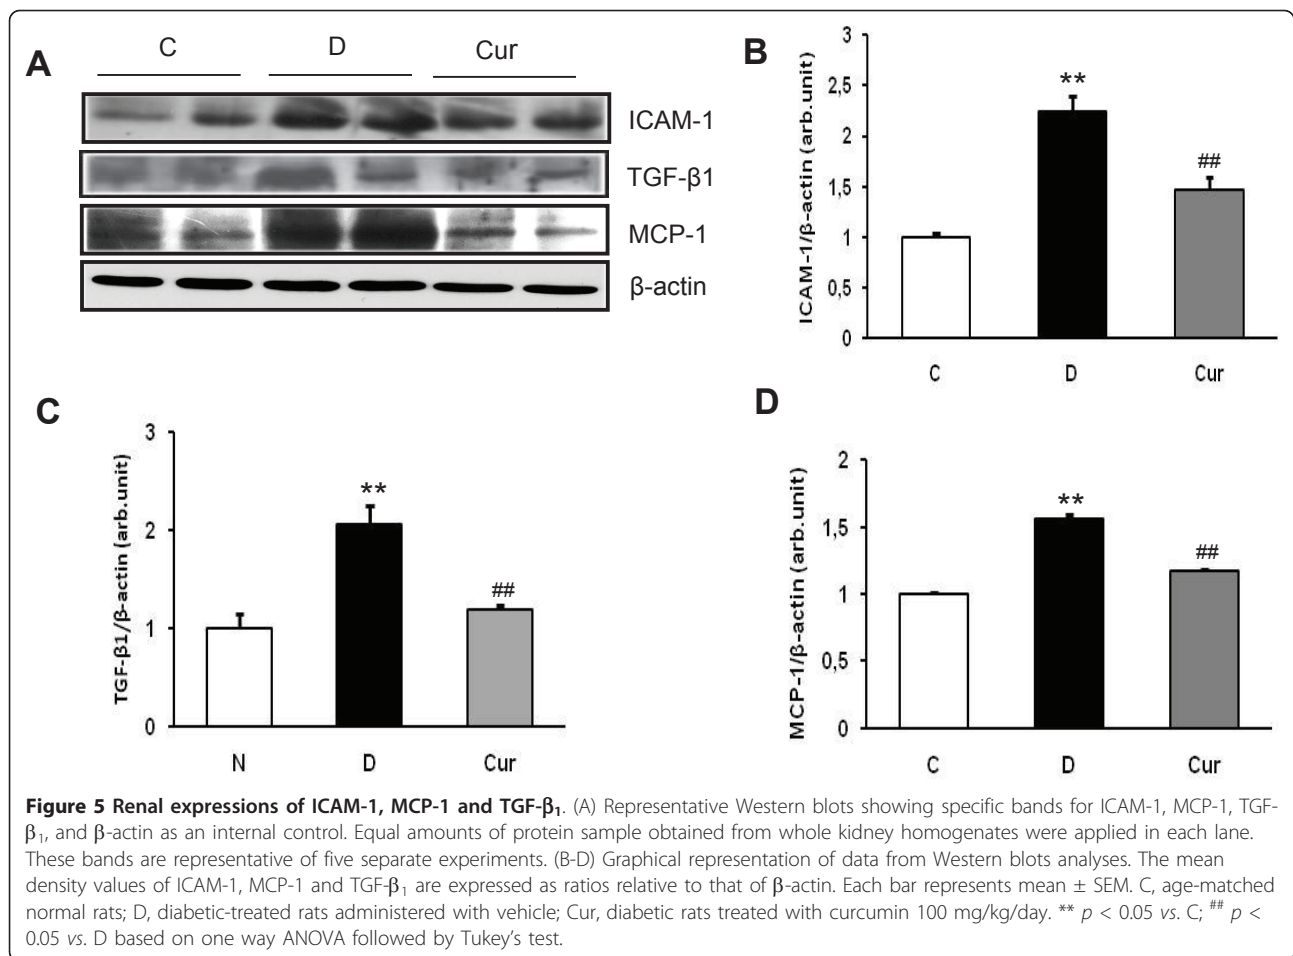 A
C
D
Cur
ICAM-1
TGF-β1
MCP-1
β-actin
B
ICAM-1/β-actin (arb.unit)
3
2,5
2
1,5
1
0,5
0
**
##
C
D
Cur
C
TGF-β1/β-actin (arb.unit)
3
2
1
0
**
##
N
D
Cur
D
MCP-1/β-actin (arb.unit)
2
1,5
1
0,5
0
**
##
C
D
Cur
Figure 5 Renal expressions of ICAM-1, MCP-1 and TGF-β₁. (A) Representative Western blots showing specific bands for ICAM-1, MCP-1, TGF-
β₁, and β-actin as an internal control. Equal amounts of protein sample obtained from whole kidney homogenates were applied in each lane.
These bands are representative of five separate experiments. (B-D) Graphical representation of data from Western blots analyses. The mean
density values of ICAM-1, MCP-1 and TGF-β₁ are expressed as ratios relative to that of β-actin. Each bar represents mean ± SEM. C, age-matched
normal rats; D, diabetic-treated rats administered with vehicle; Cur, diabetic rats treated with curcumin 100 mg/kg/day. ** p < 0.05 vs. C; ## p <
0.05 vs. D based on one way ANOVA followed by Tukey's test.